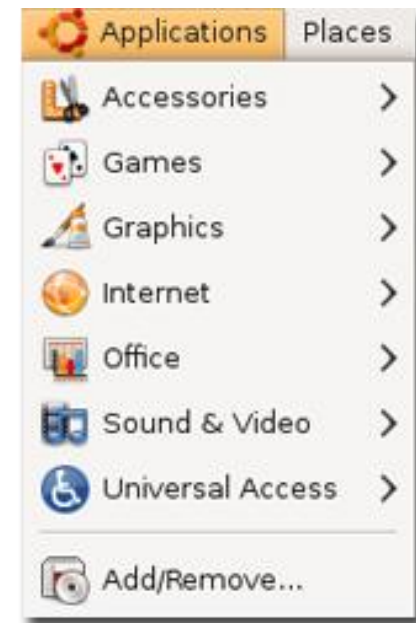 Applications Places
Accessories
Games
Graphics
Internet
Office
Sound & Video
Universal Access
Add/Remove...